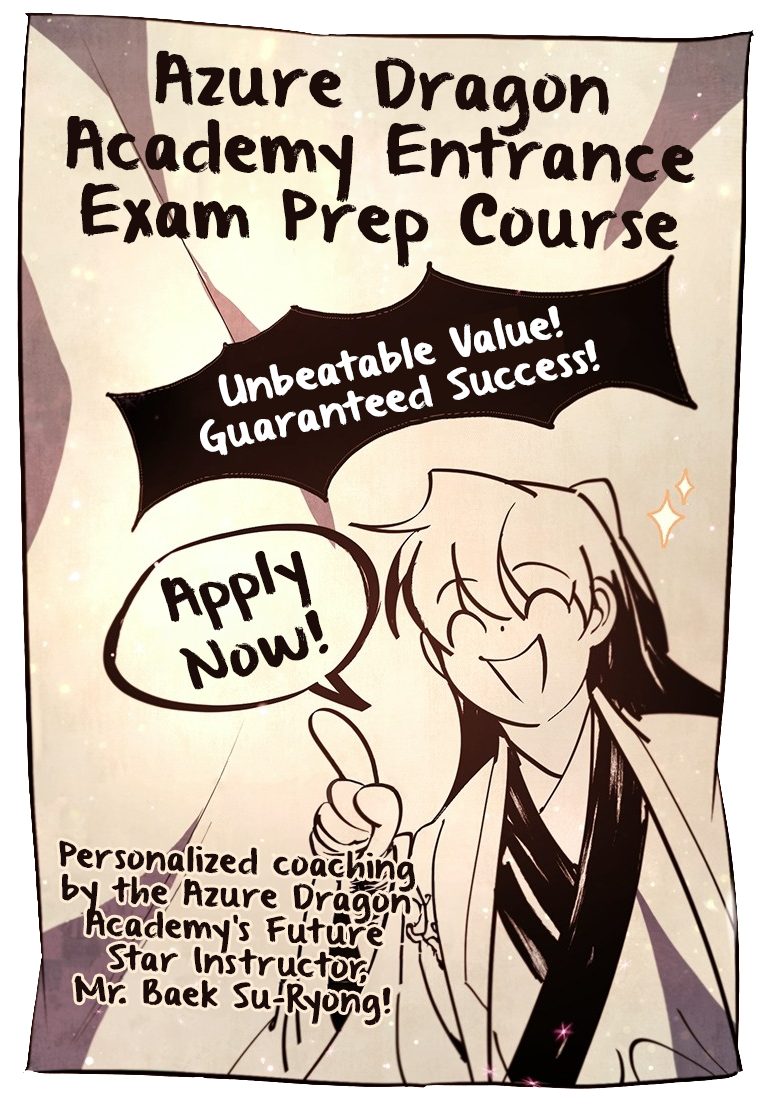 Azure Dragon
Academy Entrance
Exam Prep Course
Unbeatable Value!
Guaranteed Success!
Apply
Now!
Personalized coaching
by the Azure Dragon
Academy's Future
Star Instructor,
Mr. Baek Su-Ryong!